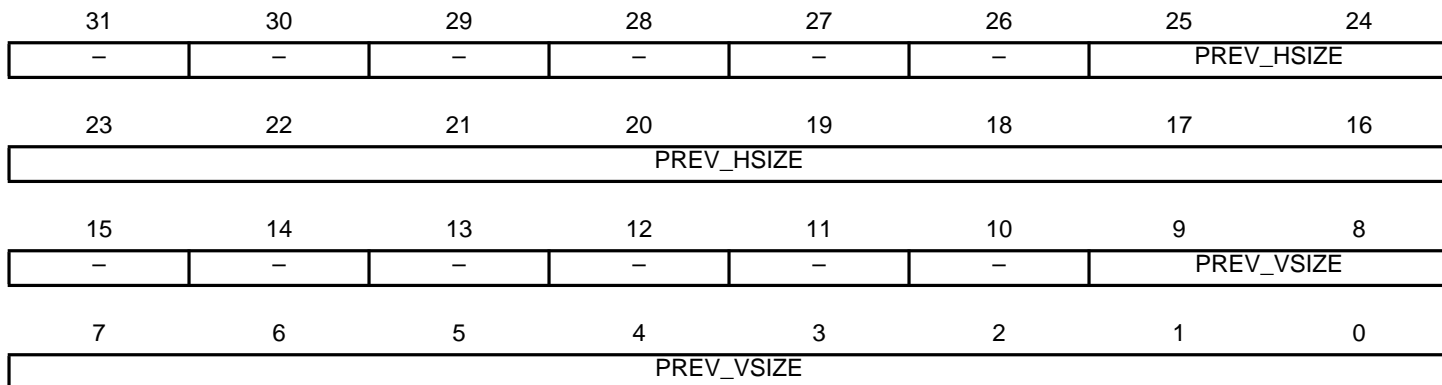 31 30 29 28 27 26 25 24
– – – – – – PREV_HSIZE
23 22 21 20 19 18 17 16
PREV_HSIZE
15 14 13 12 11 10 9 8
– – – – – – PREV_VSIZE
7 6 5 4 3 2 1 0
PREV_VSIZE